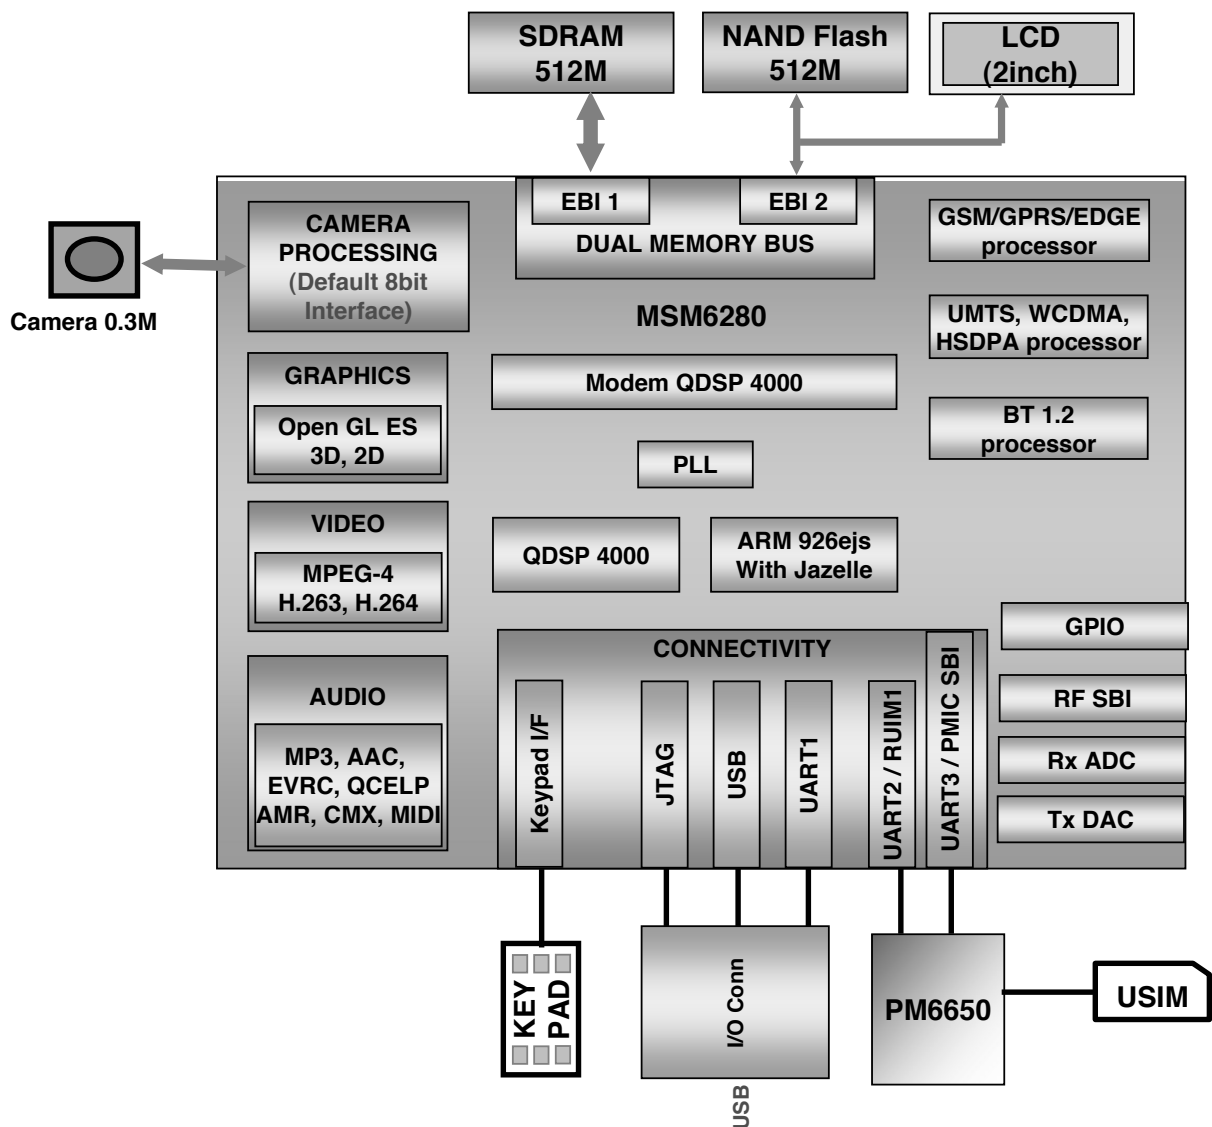 SDRAM
512M
NAND Flash
512M
LCD
(2inch)
EBI 1
EBI 2
DUAL MEMORY BUS
CAMERA
PROCESSING
(Default 8bit
Interface)
Camera 0.3M
GSM/GPRS/EDGE
processor
MSM6280
UMTS, WCDMA,
HSDPA processor
GRAPHICS
Open GL ES
3D, 2D
Modem QDSP 4000
BT 1.2
processor
PLL
VIDEO
MPEG-4
H.263, H.264
QDSP 4000
ARM 926ejs
With Jazelle
AUDIO
MP3, AAC,
EVRC, QCELP
AMR, CMX, MIDI
CONNECTIVITY
Keypad I/F
JTAG
USB
UART1
UART2 / RUIM1
UART3 / PMIC SBI
GPIO
RF SBI
Rx ADC
Tx DAC
KEY
PAD
I/O Conn
USB
PM6650
USIM